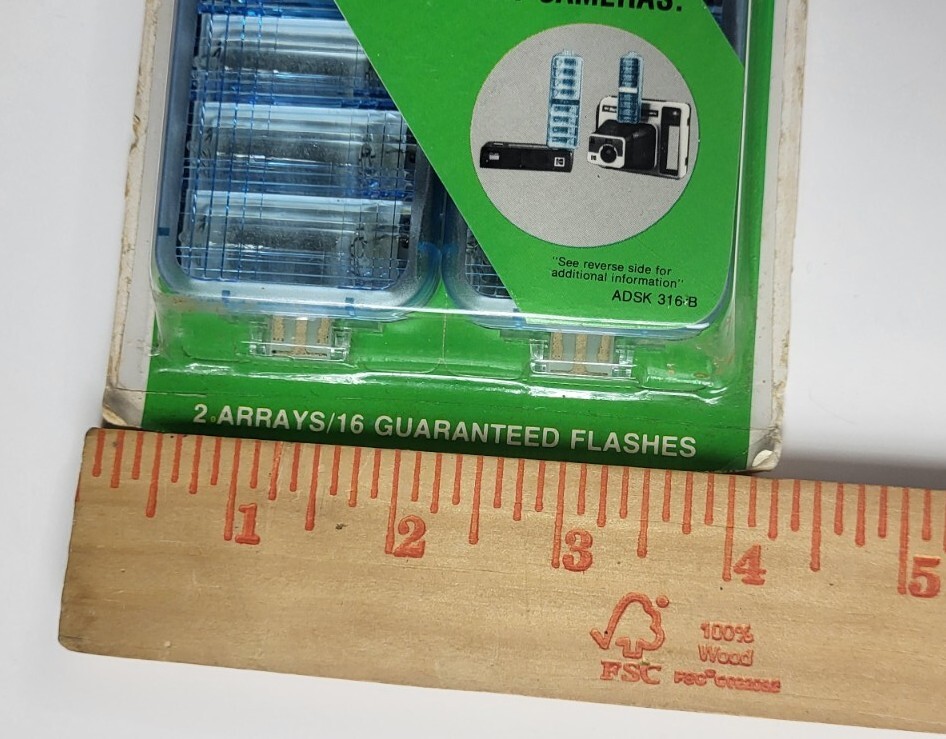 CAMERAS.
"See reverse side for
additional information"
ADSK 316-B
2 ARRAYS/16 GUARANTEED FLASHES
1 2 3 4 5
100%
Wood
FSC